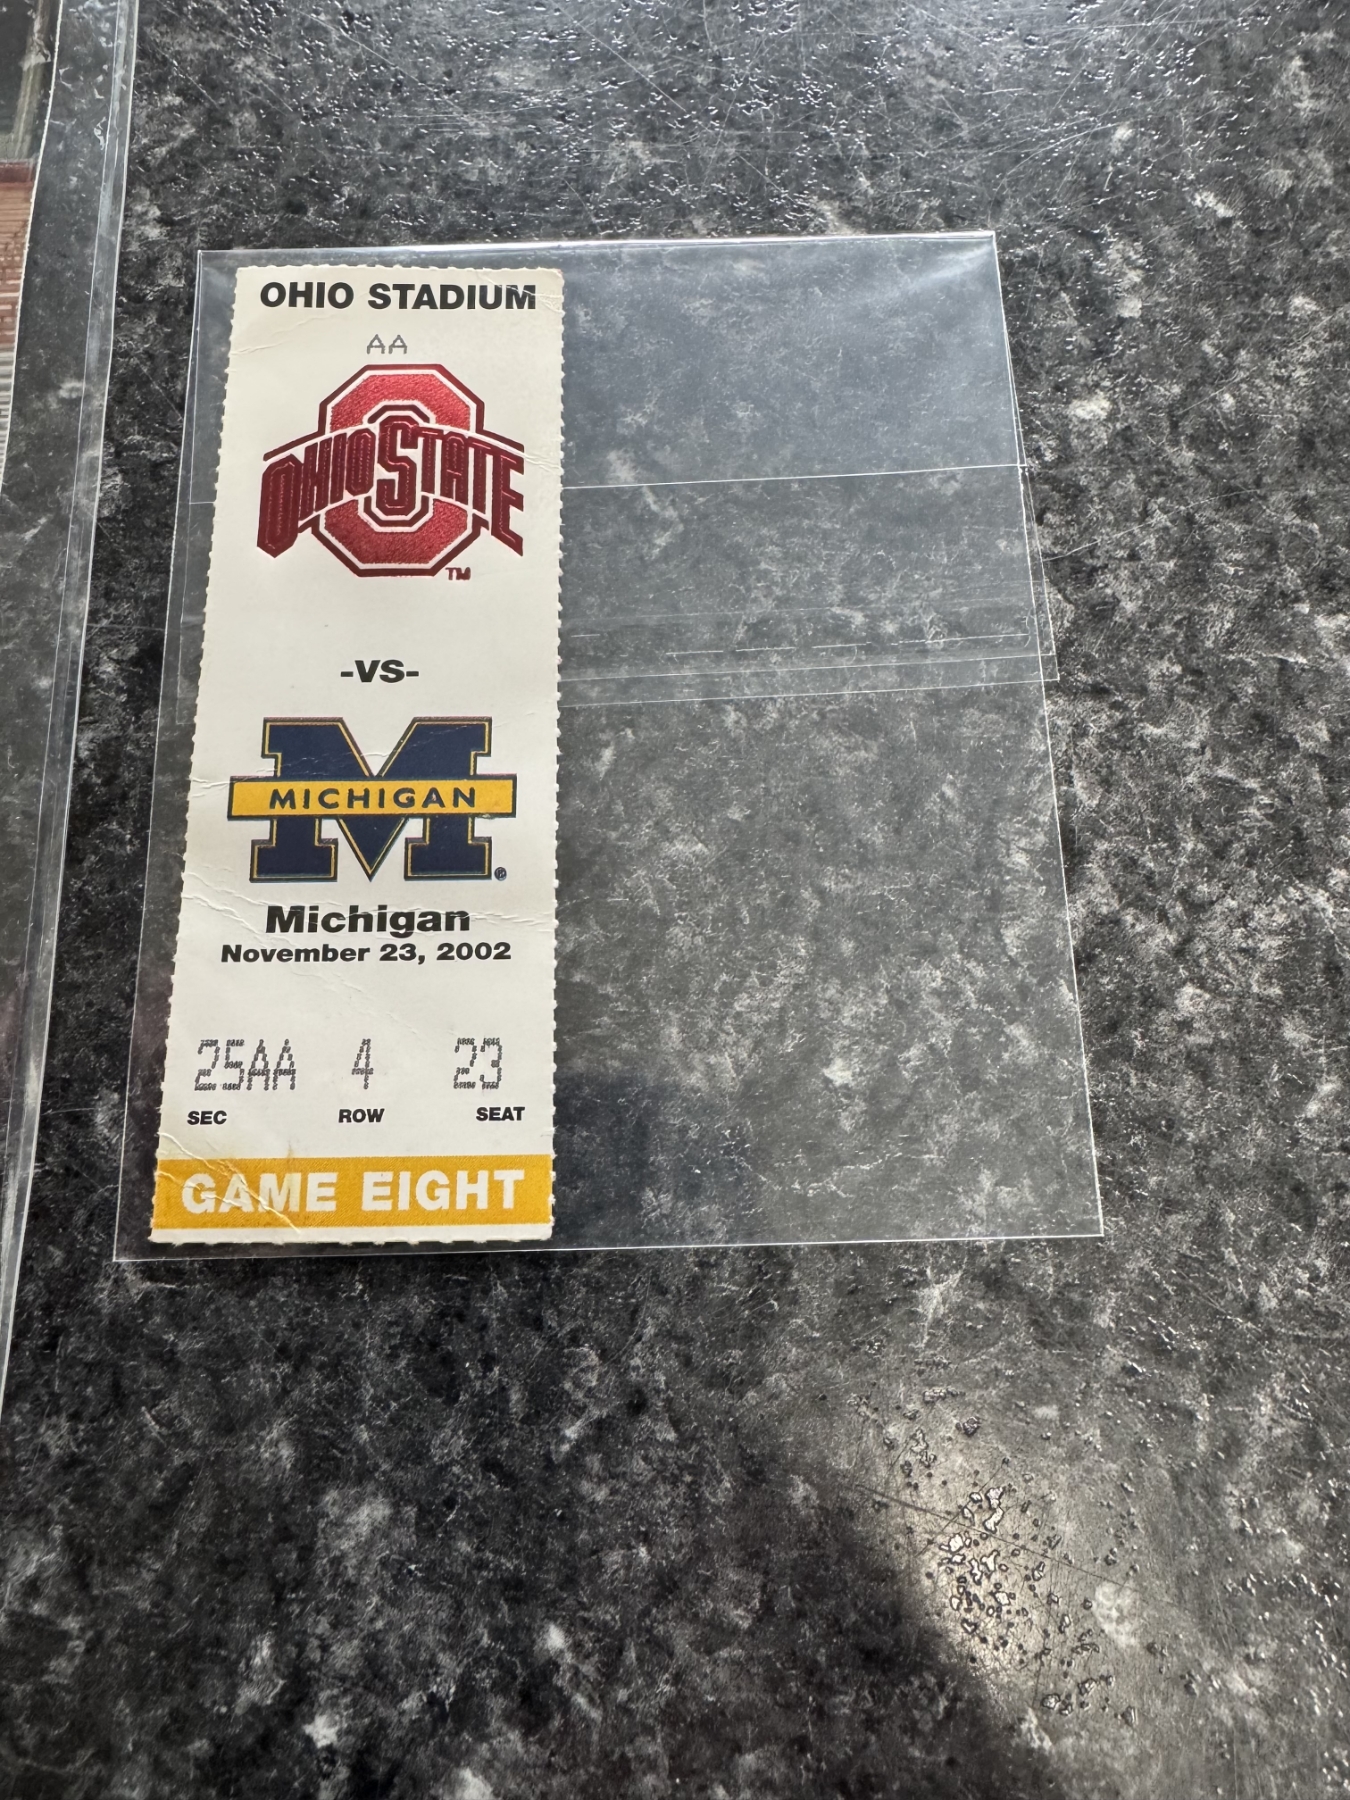 OHIO STADIUM
AA
OHIO STATE
TM
-VS-
MICHIGAN
®
Michigan
November 23, 2002
25AA 4 23
SEC ROW SEAT
GAME EIGHT